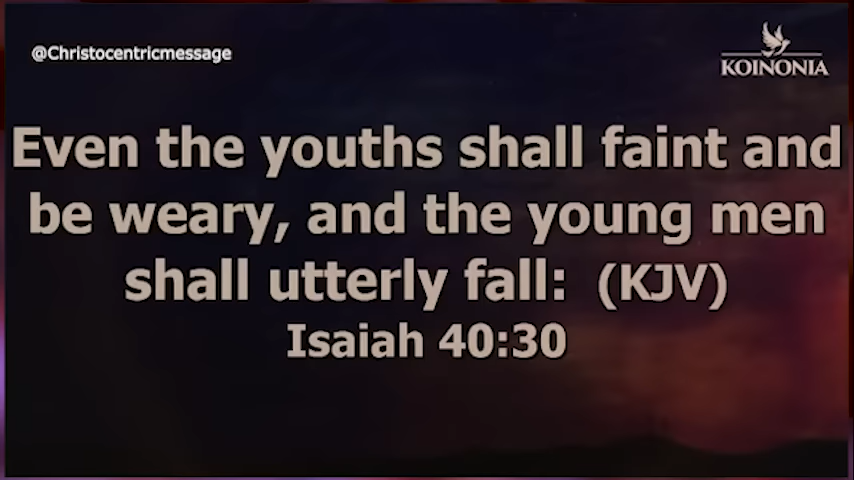 @Christocentricmessage
KOINONIA
Even the youths shall faint and
be weary, and the young men
shall utterly fall: (KJV)
Isaiah 40:30